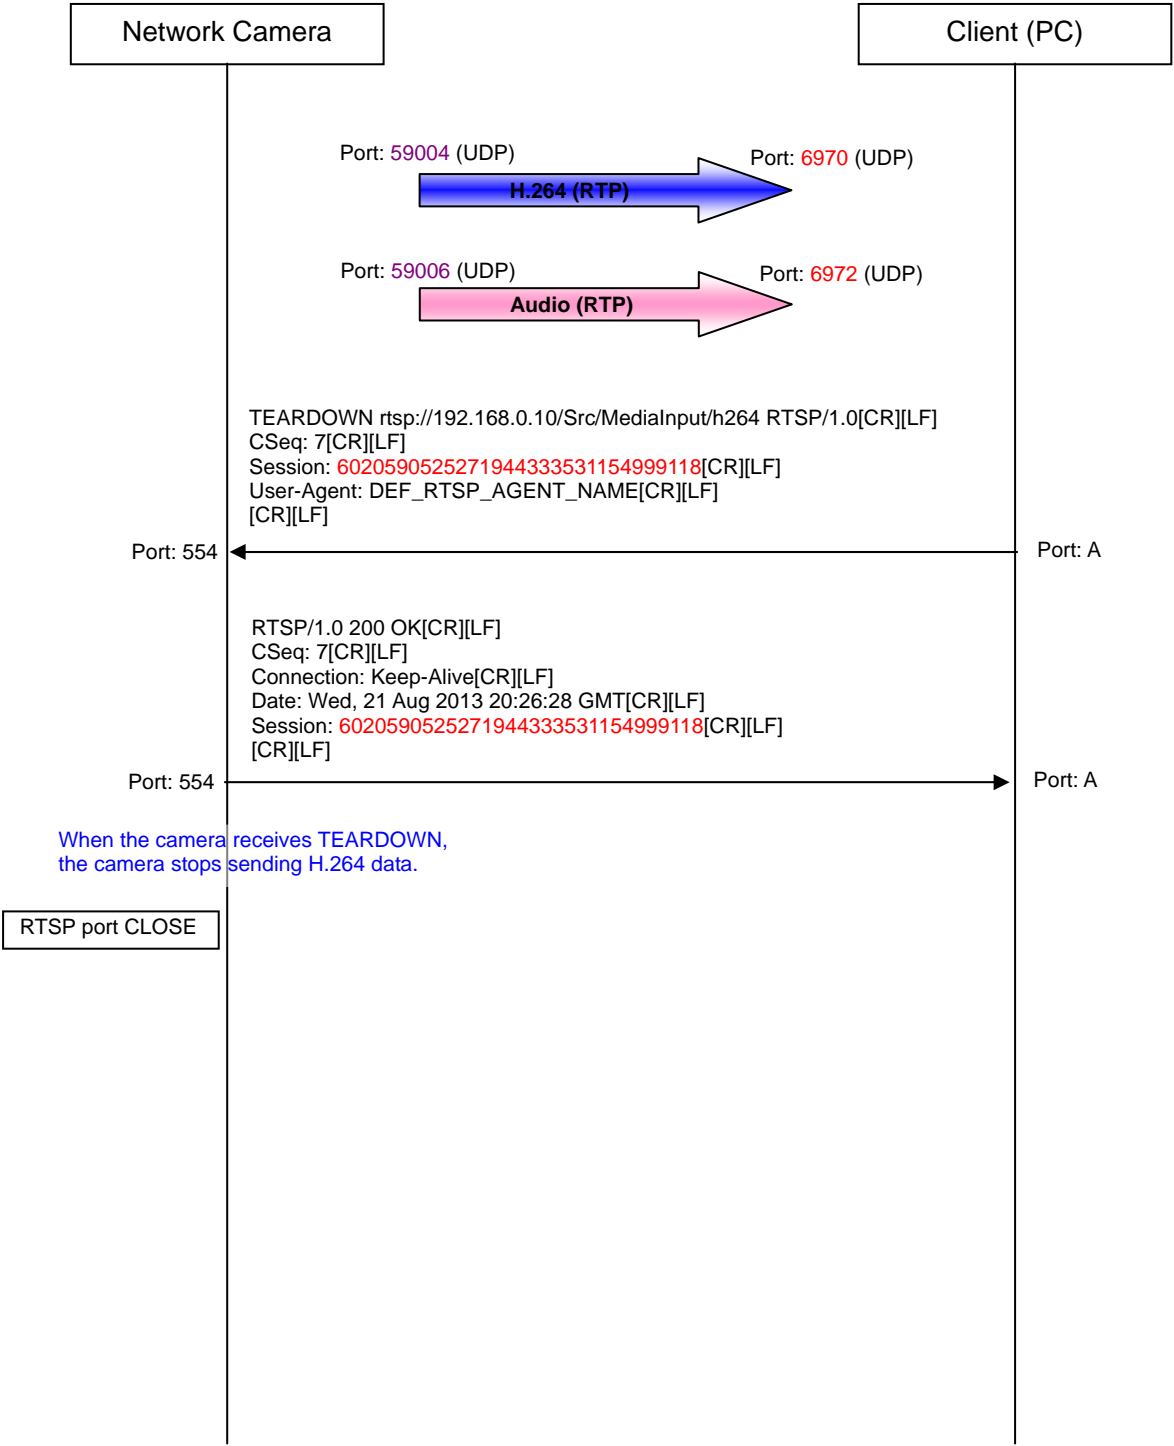 Network Camera
Client (PC)
Port: 59004 (UDP)
Port: 6970 (UDP)
H.264 (RTP)
Port: 59006 (UDP)
Port: 6972 (UDP)
Audio (RTP)
TEARDOWN rtsp://192.168.0.10/Src/MediaInput/h264 RTSP/1.0[CR][LF]
CSeq: 7[CR][LF]
Session: 6020590525271944333531154999118[CR][LF]
User-Agent: DEF_RTSP_AGENT_NAME[CR][LF]
[CR][LF]
Port: 554
Port: A
RTSP/1.0 200 OK[CR][LF]
CSeq: 7[CR][LF]
Connection: Keep-Alive[CR][LF]
Date: Wed, 21 Aug 2013 20:26:28 GMT[CR][LF]
Session: 6020590525271944333531154999118[CR][LF]
[CR][LF]
Port: 554
Port: A
When the camera receives TEARDOWN,
the camera stops sending H.264 data.
RTSP port CLOSE